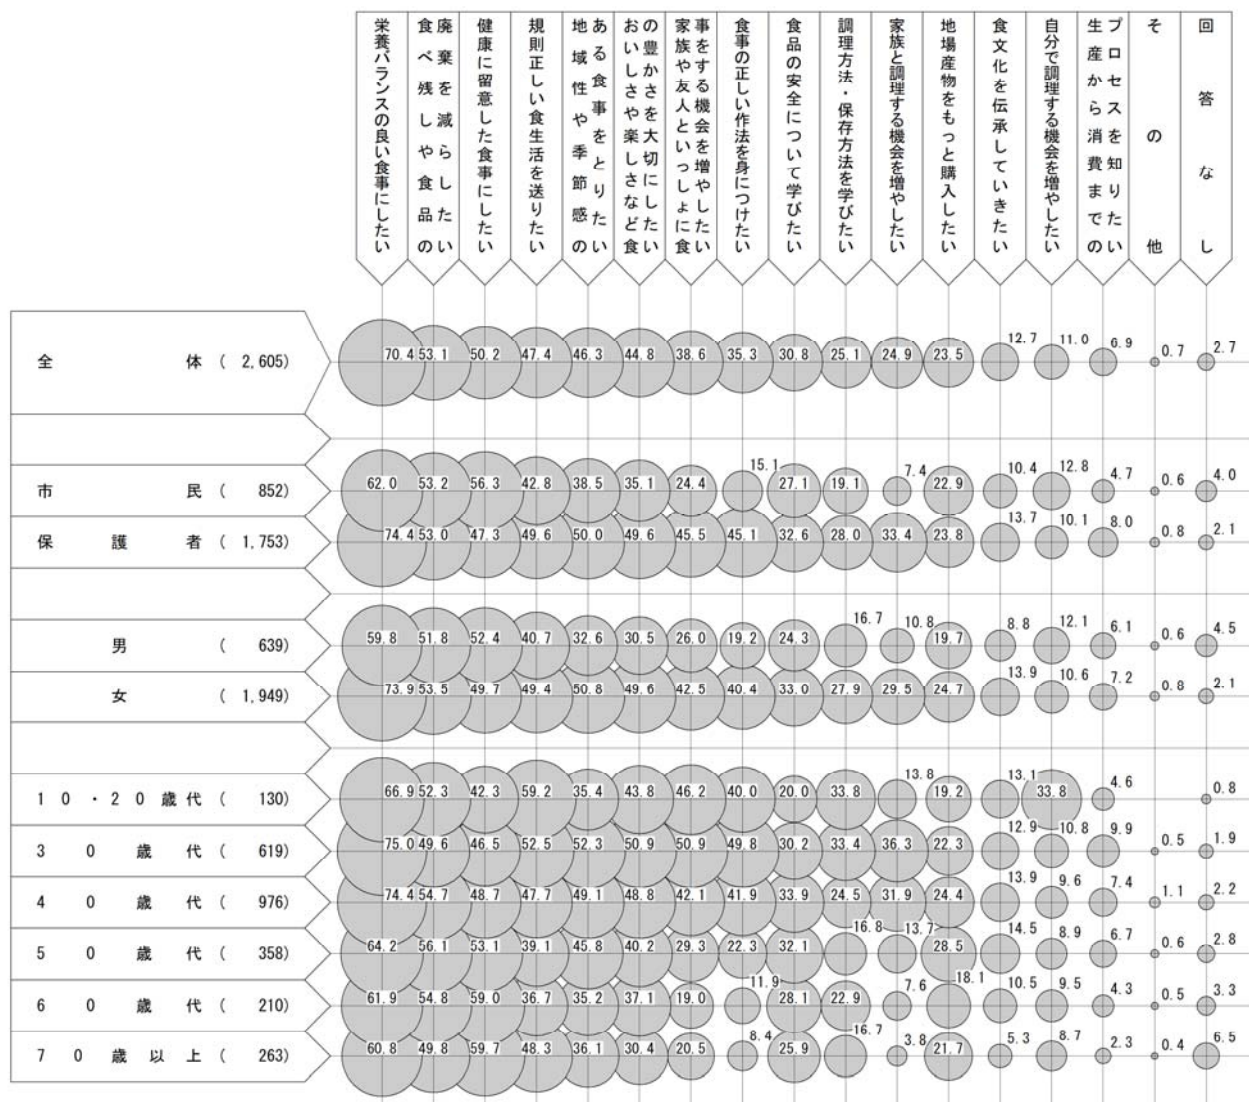 栄養バランスの良い食事にしたい
食べ残しや食品の
廃棄を減らしたい
健康に留意した食事にしたい
規則正しい食生活を送りたい
地域性や季節感の
ある食事をとりたい
おいしさや楽しさなど食
の豊かさを大切にしたい
家族や友人といっしょに食
事をする機会を増やしたい
食事の正しい作法を身につけたい
食品の安全について学びたい
調理方法・保存方法を学びたい
家族と調理する機会を増やしたい
地場産物をもっと購入したい
食文化を伝承していきたい
自分で調理する機会を増やしたい
生産から消費までの
プロセスを知りたい
その他
回答なし
全体 ( 2,605) 70.4 53.1 50.2 47.4 46.3 44.8 38.6 35.3 30.8 25.1 24.9 23.5 12.7 11.0 6.9 0.7 2.7
市民 ( 852) 62.0 53.2 56.3 42.8 38.5 35.1 24.4 15.1 27.1 19.1 7.4 22.9 10.4 12.8 4.7 0.6 4.0
保護者 ( 1,753) 74.4 53.0 47.3 49.6 50.0 49.6 45.5 45.1 32.6 28.0 33.4 23.8 13.7 10.1 8.0 0.8 2.1
男 ( 639) 59.8 51.8 52.4 40.7 32.6 30.5 26.0 19.2 24.3 16.7 10.8 19.7 8.8 12.1 6.1 0.6 4.5
女 ( 1,949) 73.9 53.5 49.7 49.4 50.8 49.6 42.5 40.4 33.0 27.9 29.5 24.7 13.9 10.6 7.2 0.8 2.1
10・20歳代 ( 130) 66.9 52.3 42.3 59.2 35.4 43.8 46.2 40.0 20.0 33.8 13.8 19.2 13.1 33.8 4.6 0.8
30歳代 ( 619) 75.0 49.6 46.5 52.5 52.3 50.9 50.9 49.8 30.2 33.4 36.3 22.3 12.9 10.8 9.9 0.5 1.9
40歳代 ( 976) 74.4 54.7 48.7 47.7 49.1 48.8 42.1 41.9 33.9 24.5 31.9 24.4 13.9 9.6 7.4 1.1 2.2
50歳代 ( 358) 64.2 56.1 53.1 39.1 45.8 40.2 29.3 22.3 32.1 16.8 13.7 28.5 14.5 8.9 6.7 0.6 2.8
60歳代 ( 210) 61.9 54.8 59.0 36.7 35.2 37.1 19.0 11.9 28.1 22.9 7.6 18.1 10.5 9.5 4.3 0.5 3.3
70歳以上 ( 263) 60.8 49.8 59.7 48.3 36.1 30.4 20.5 8.4 25.9 16.7 3.8 21.7 5.3 8.7 2.3 0.4 6.5